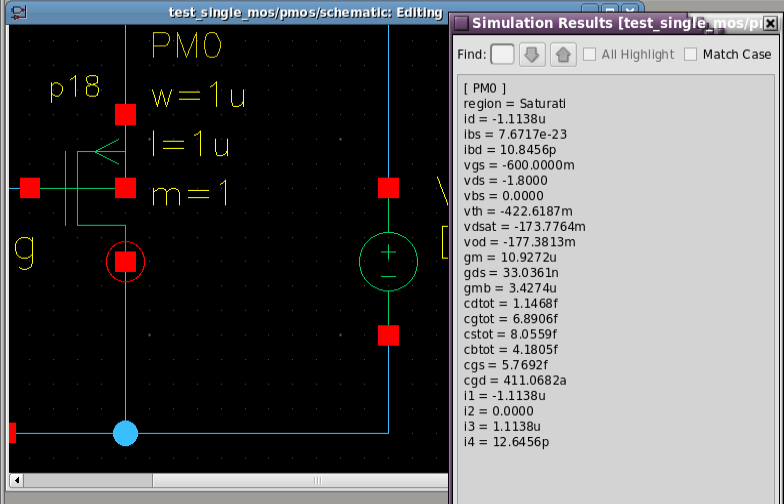 test_single_mos/pmos/schematic: Editing
PM0
p18
w=1u
l=1u
m=1
g
Simulation Results [test_single_mos/
Find:
All Highlight
Match Case
[ PM0 ]
region = Saturati
id = -1.1138u
ibs = 7.6717e-23
ibd = 10.8456p
vgs = -600.0000m
vds = -1.8000
vbs = 0.0000
vth = -422.6187m
vdsat = -173.7764m
vod = -177.3813m
gm = 10.9272u
gds = 33.0361n
gmb = 3.4274u
cdtot = 1.1468f
cgtot = 6.8906f
cstot = 8.0559f
cbtot = 4.1805f
cgs = 5.7692f
cgd = 411.0682a
i1 = -1.1138u
i2 = 0.0000
i3 = 1.1138u
i4 = 12.6456p